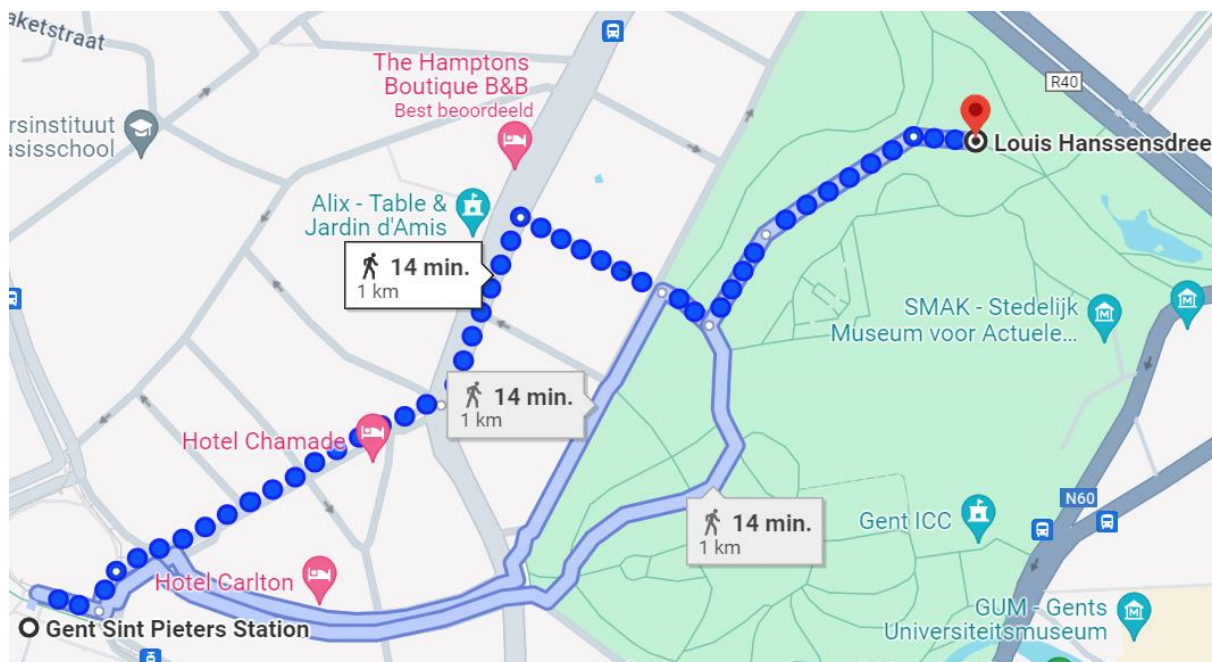 aketstraat
The Hamptons
Boutique B&B
Best beoordeeld
R40
rsinstituut
asisschool
Louis Hanssensdree
Alix - Table &
Jardin d'Amis
14 min.
1 km
SMAK - Stedelijk
Museum voor Actuele...
14 min.
1 km
Hotel Chamade
N60
14 min.
1 km
Gent ICC
Hotel Carlton
GUM - Gents
Universiteitsmuseum
Gent Sint Pieters Station